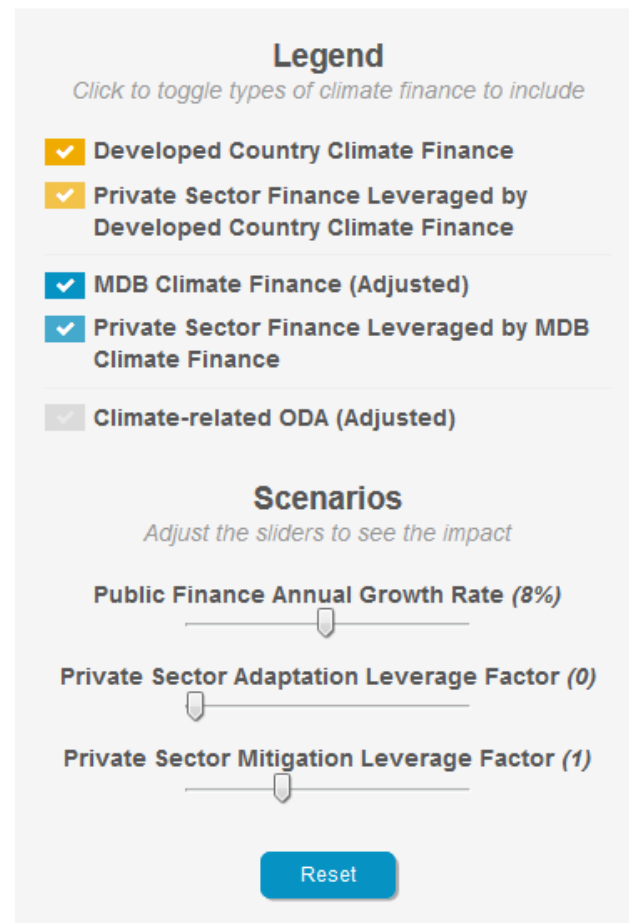 Legend
Click to toggle types of climate finance to include
Developed Country Climate Finance
Private Sector Finance Leveraged by
Developed Country Climate Finance
MDB Climate Finance (Adjusted)
Private Sector Finance Leveraged by MDB
Climate Finance
Climate-related ODA (Adjusted)
Scenarios
Adjust the sliders to see the impact
Public Finance Annual Growth Rate (8%)
Private Sector Adaptation Leverage Factor (0)
Private Sector Mitigation Leverage Factor (1)
Reset